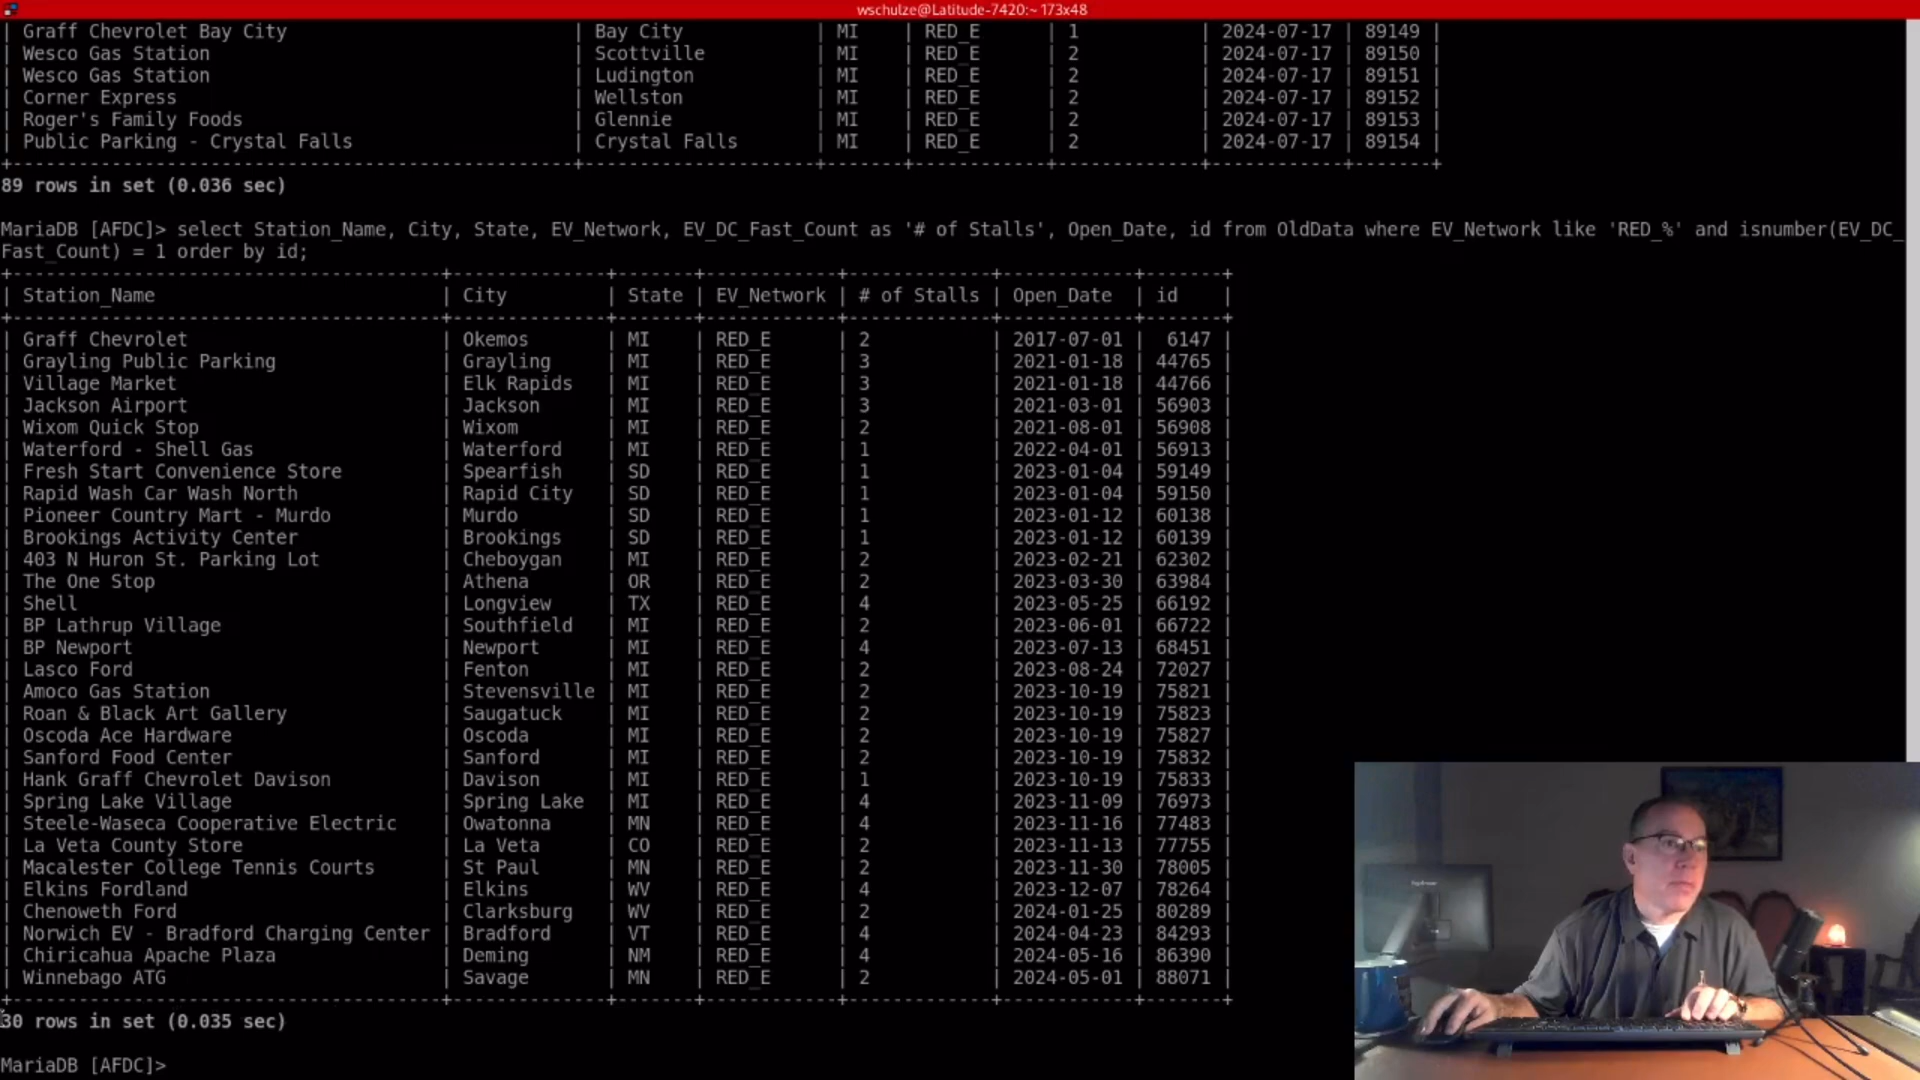 wschulze@Latitude-7420:~ 173x48
| Graff Chevrolet Bay City | Bay City | MI | RED_E | 1 | 2024-07-17 | 89149 |
| Wesco Gas Station | Scottville | MI | RED_E | 2 | 2024-07-17 | 89150 |
| Wesco Gas Station | Ludington | MI | RED_E | 2 | 2024-07-17 | 89151 |
| Corner Express | Wellston | MI | RED_E | 2 | 2024-07-17 | 89152 |
| Roger's Family Foods | Glennie | MI | RED_E | 2 | 2024-07-17 | 89153 |
| Public Parking - Crystal Falls | Crystal Falls | MI | RED_E | 2 | 2024-07-17 | 89154 |
89 rows in set (0.036 sec)
MariaDB [AFDC]> select Station_Name, City, State, EV_Network, EV_DC_Fast_Count as '# of Stalls', Open_Date, id from OldData where EV_Network like 'RED_%' and isnumber(EV_DC_
Fast_Count) = 1 order by id;
| Station_Name | City | State | EV_Network | # of Stalls | Open_Date | id |
| Graff Chevrolet | Okemos | MI | RED_E | 2 | 2017-07-01 | 6147 |
| Grayling Public Parking | Grayling | MI | RED_E | 3 | 2021-01-18 | 44765 |
| Village Market | Elk Rapids | MI | RED_E | 3 | 2021-01-18 | 44766 |
| Jackson Airport | Jackson | MI | RED_E | 3 | 2021-03-01 | 56903 |
| Wixom Quick Stop | Wixom | MI | RED_E | 2 | 2021-08-01 | 56908 |
| Waterford - Shell Gas | Waterford | MI | RED_E | 1 | 2022-04-01 | 56913 |
| Fresh Start Convenience Store | Spearfish | SD | RED_E | 1 | 2023-01-04 | 59149 |
| Rapid Wash Car Wash North | Rapid City | SD | RED_E | 1 | 2023-01-04 | 59150 |
| Pioneer Country Mart - Murdo | Murdo | SD | RED_E | 1 | 2023-01-12 | 60138 |
| Brookings Activity Center | Brookings | SD | RED_E | 1 | 2023-01-12 | 60139 |
| 403 N Huron St. Parking Lot | Cheboygan | MI | RED_E | 2 | 2023-02-21 | 62302 |
| The One Stop | Athena | OR | RED_E | 2 | 2023-03-30 | 63984 |
| Shell | Longview | TX | RED_E | 4 | 2023-05-25 | 66192 |
| BP Lathrup Village | Southfield | MI | RED_E | 2 | 2023-06-01 | 66722 |
| BP Newport | Newport | MI | RED_E | 4 | 2023-07-13 | 68451 |
| Lasco Ford | Fenton | MI | RED_E | 2 | 2023-08-24 | 72027 |
| Amoco Gas Station | Stevensville | MI | RED_E | 2 | 2023-10-19 | 75821 |
| Roan & Black Art Gallery | Saugatuck | MI | RED_E | 2 | 2023-10-19 | 75823 |
| Oscoda Ace Hardware | Oscoda | MI | RED_E | 2 | 2023-10-19 | 75827 |
| Sanford Food Center | Sanford | MI | RED_E | 2 | 2023-10-19 | 75832 |
| Hank Graff Chevrolet Davison | Davison | MI | RED_E | 1 | 2023-10-19 | 75833 |
| Spring Lake Village | Spring Lake | MI | RED_E | 4 | 2023-11-09 | 76973 |
| Steele-Waseca Cooperative Electric | Owatonna | MN | RED_E | 4 | 2023-11-16 | 77483 |
| La Veta County Store | La Veta | CO | RED_E | 2 | 2023-11-13 | 77755 |
| Macalester College Tennis Courts | St Paul | MN | RED_E | 2 | 2023-11-30 | 78005 |
| Elkins Fordland | Elkins | WV | RED_E | 4 | 2023-12-07 | 78264 |
| Chenoweth Ford | Clarksburg | WV | RED_E | 2 | 2024-01-25 | 80289 |
| Norwich EV - Bradford Charging Center | Bradford | VT | RED_E | 4 | 2024-04-23 | 84293 |
| Chiricahua Apache Plaza | Deming | NM | RED_E | 4 | 2024-05-16 | 86390 |
| Winnebago ATG | Savage | MN | RED_E | 2 | 2024-05-01 | 88071 |
30 rows in set (0.035 sec)
MariaDB [AFDC]>